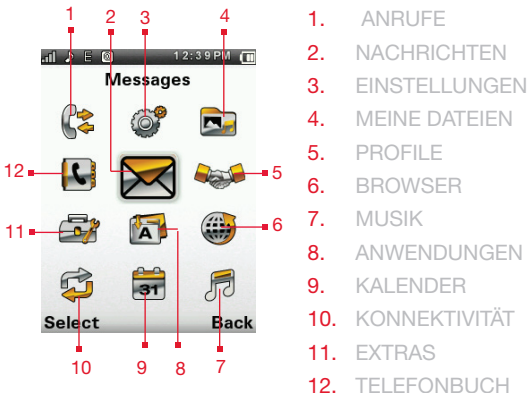 1 2 3 4
E 12:39PM
Messages
12
5
A
11
6
31
Select Back
10 9 8 7
1. ANRUFE
2. NACHRICHTEN
3. EINSTELLUNGEN
4. MEINE DATEIEN
5. PROFILE
6. BROWSER
7. MUSIK
8. ANWENDUNGEN
9. KALENDER
10. KONNEKTIVITÄT
11. EXTRAS
12. TELEFONBUCH